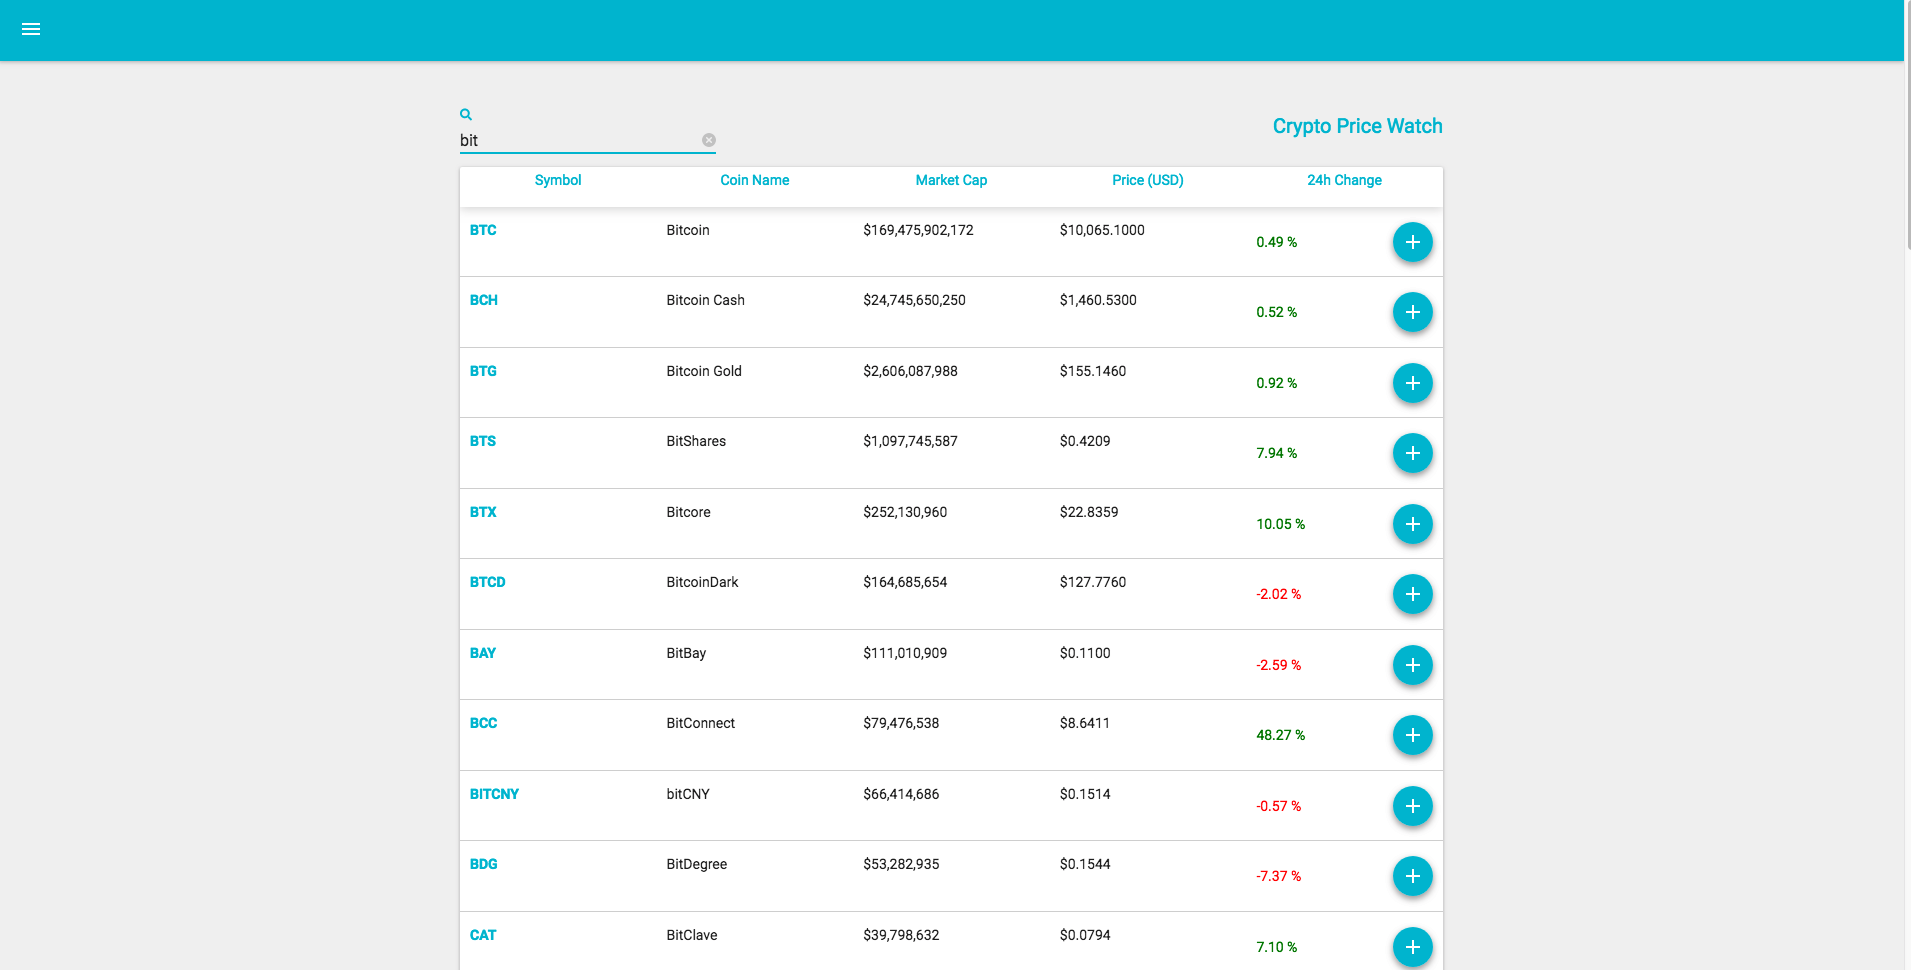 bit
Crypto Price Watch
Symbol Coin Name Market Cap Price (USD) 24h Change
BTC Bitcoin $169,475,902,172 $10,065.1000 0.49 %
BCH Bitcoin Cash $24,745,650,250 $1,460.5300 0.52 %
BTG Bitcoin Gold $2,606,087,988 $155.1460 0.92 %
BTS BitShares $1,097,745,587 $0.4209 7.94 %
BTX Bitcore $252,130,960 $22.8359 10.05 %
BTCD BitcoinDark $164,685,654 $127.7760 -2.02 %
BAY BitBay $111,010,909 $0.1100 -2.59 %
BCC BitConnect $79,476,538 $8.6411 48.27 %
BITCNY bitCNY $66,414,686 $0.1514 -0.57 %
BDG BitDegree $53,282,935 $0.1544 -7.37 %
CAT BitClave $39,798,632 $0.0794 7.10 %